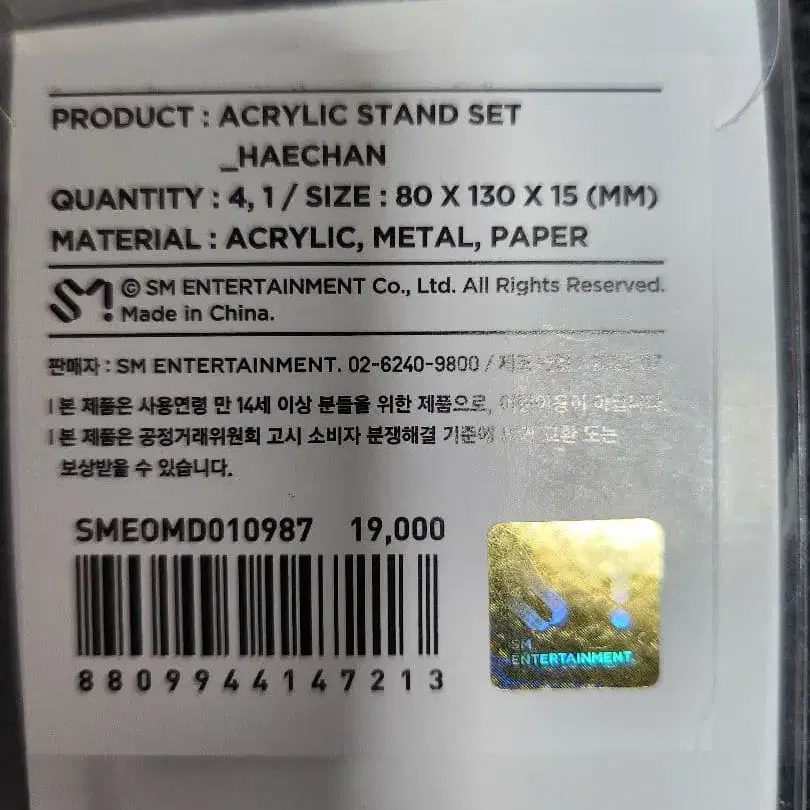 PRODUCT : ACRYLIC STAND SET
_HAECHAN
QUANTITY : 4, 1 / SIZE : 80 X 130 X 15 (MM)
MATERIAL : ACRYLIC, METAL, PAPER
SM! © SM ENTERTAINMENT Co., Ltd. All Rights Reserved.
Made in China.
판매자 : SM ENTERTAINMENT. 02-6240-9800 /
| 본 제품은 사용연령 만 14세 이상 분들을 위한 제품으로,
| 본 제품은 공정거래위원회 고시 소비자 분쟁해결 기준에 교환 또는
보상받을 수 있습니다.
SMEOMD010987 19,000
8809944147213
SM
ENTERTAINMENT